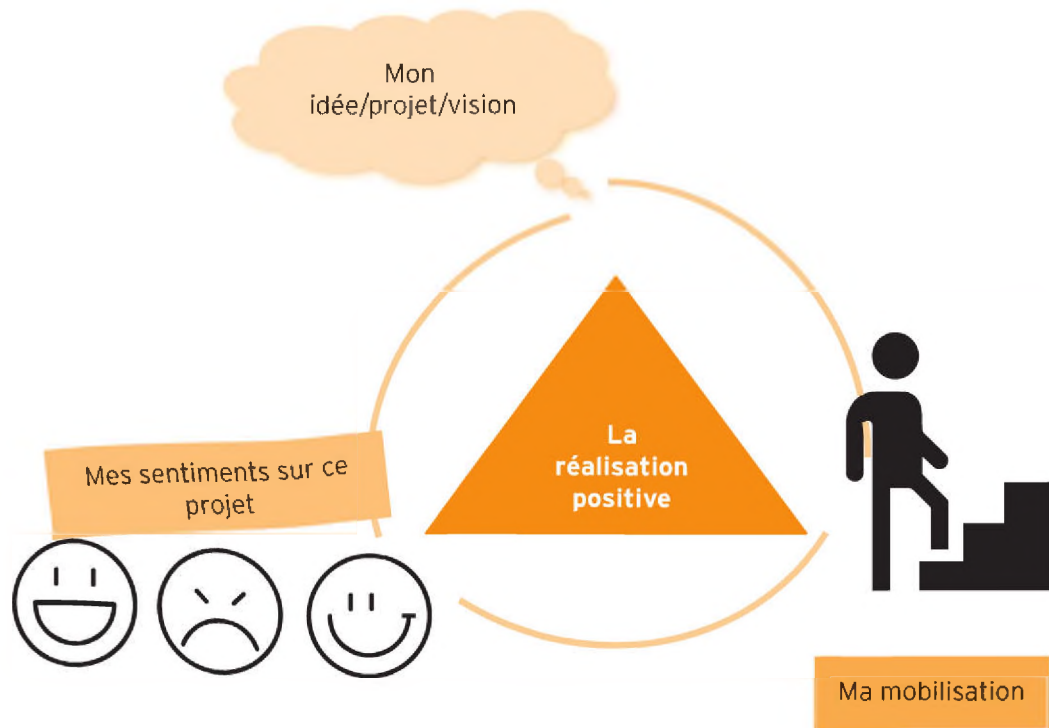 Mon
idée/projet/vision
La
réalisation
positive
Mes sentiments sur ce
projet
Ma mobilisation